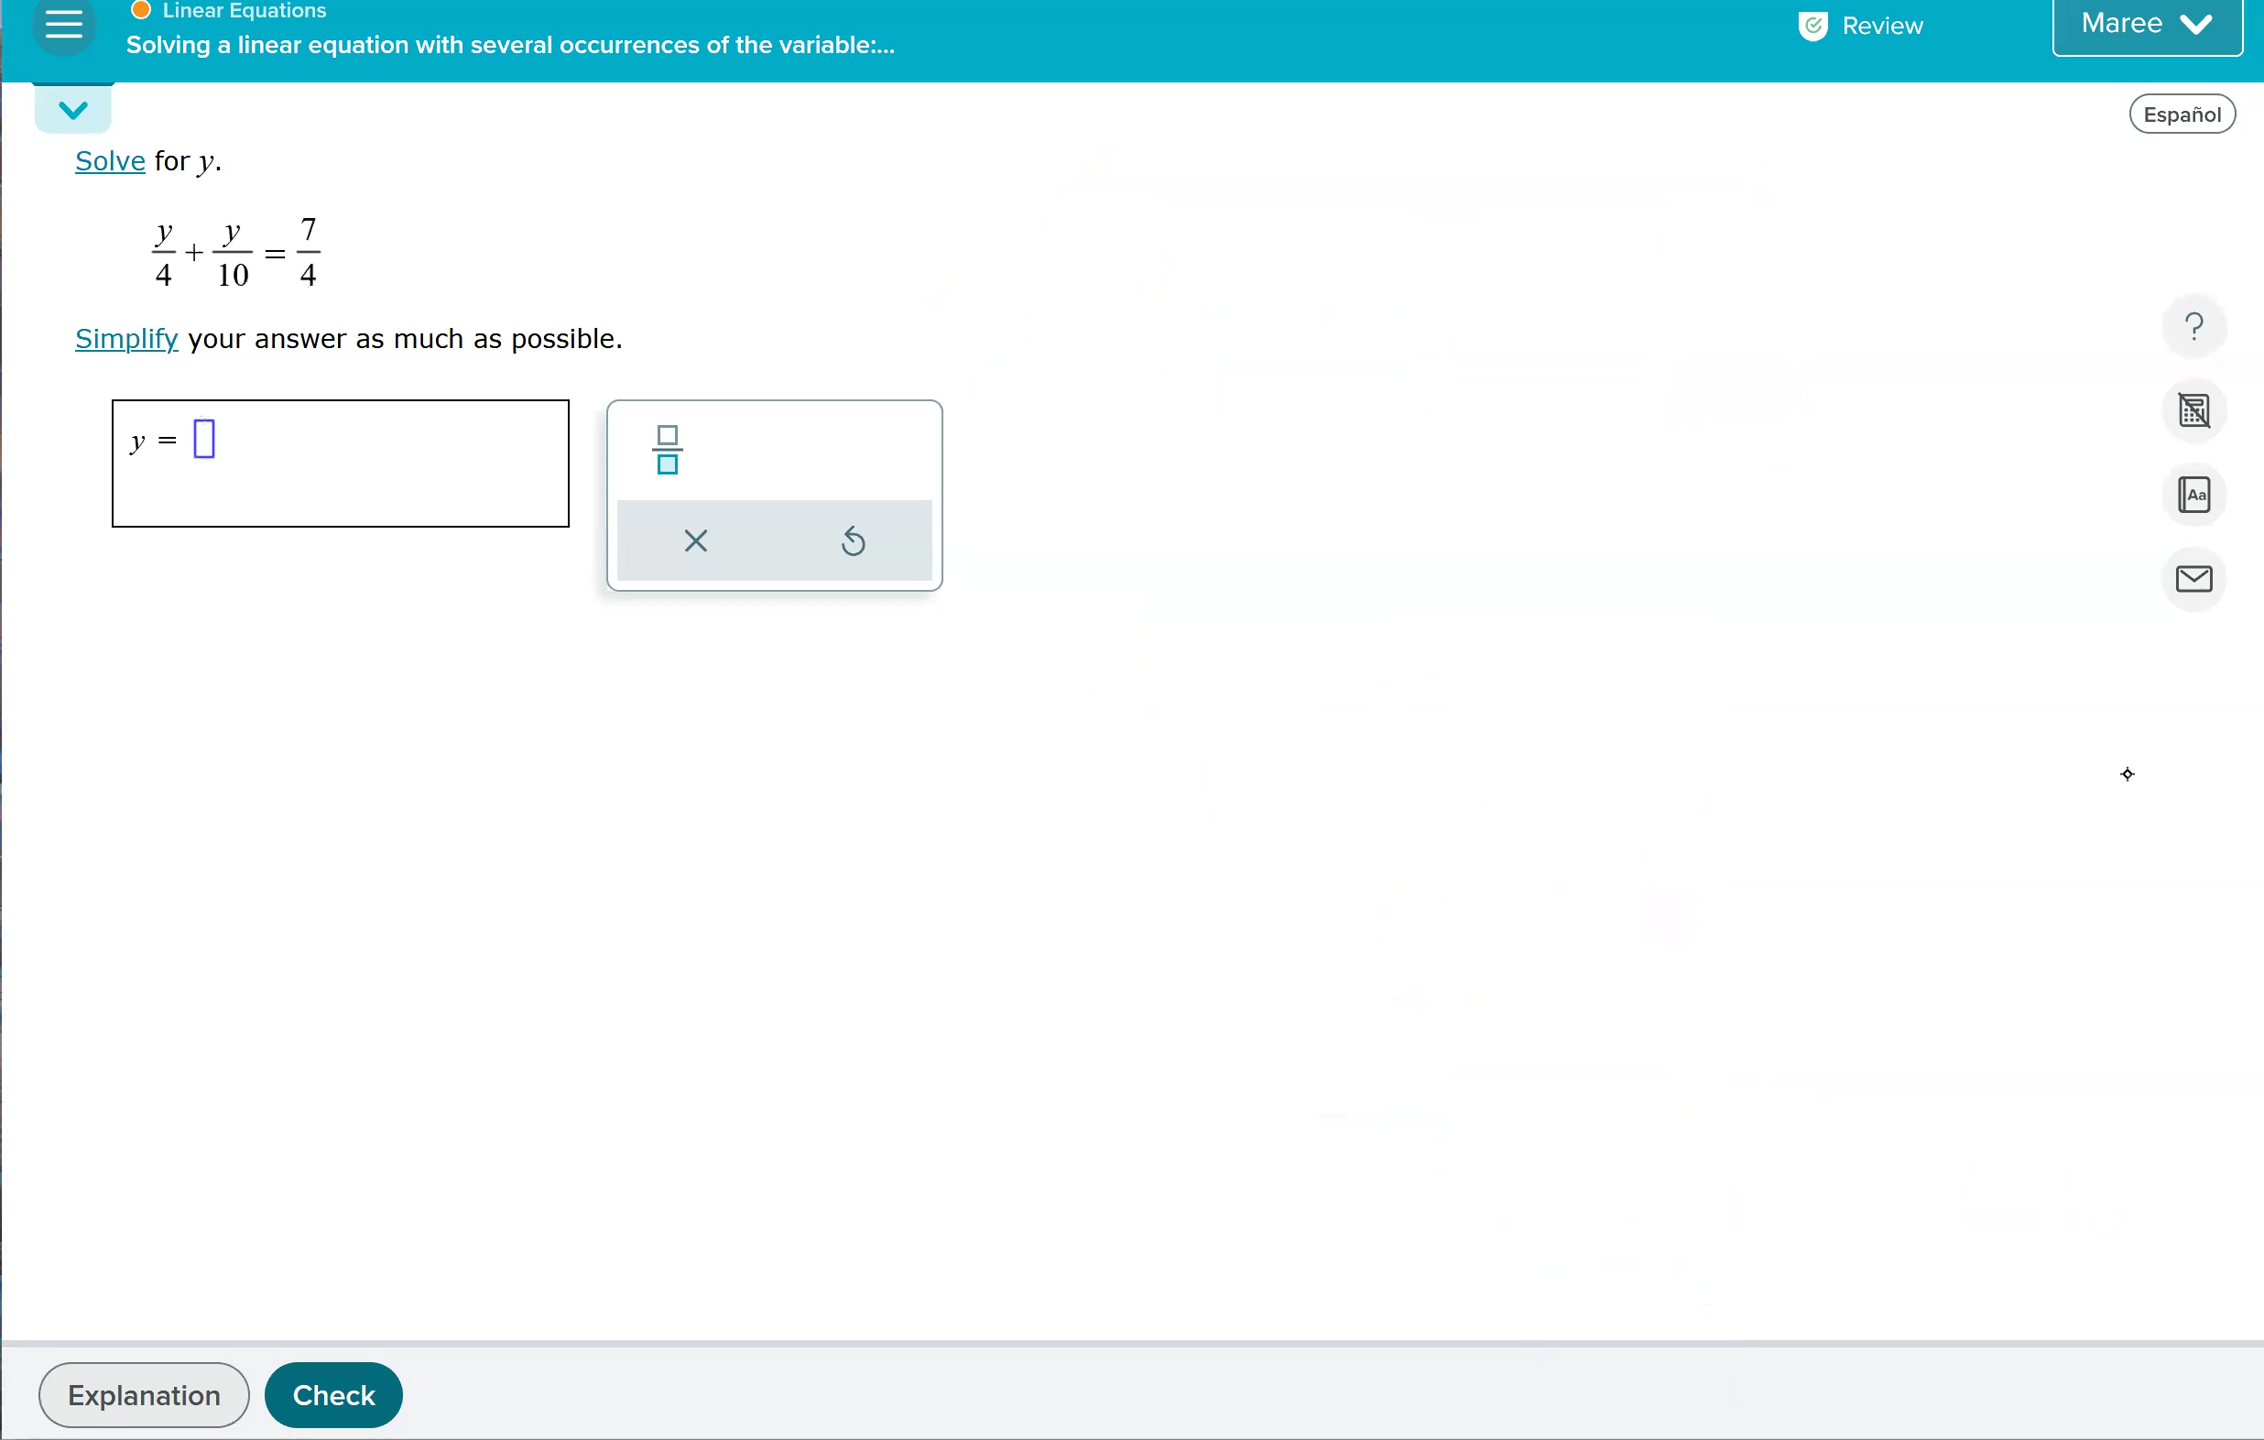 Linear Equations
Solving a linear equation with several occurrences of the variable:...
Review
Maree
Español
Solve for y.
y/4 + y/10 = 7/4
Simplify your answer as much as possible.
y =
?
Aa
Explanation
Check